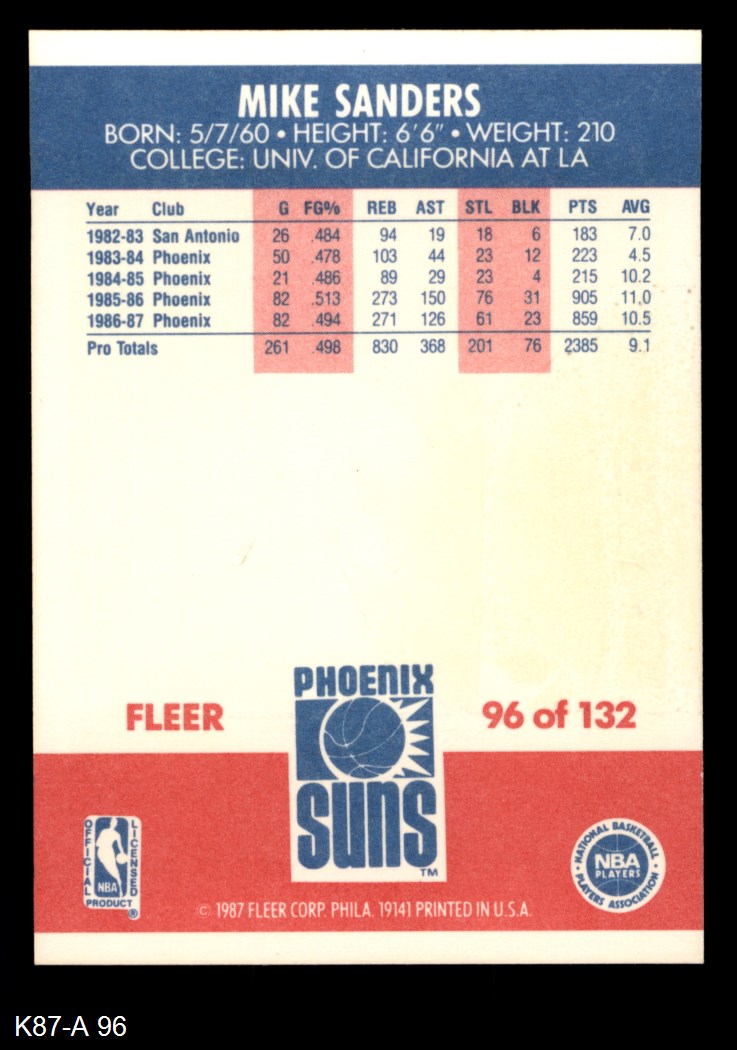 MIKE SANDERS
BORN: 5/7/60 • HEIGHT: 6'6" • WEIGHT: 210
COLLEGE: UNIV. OF CALIFORNIA AT LA
Year Club G FG% REB AST STL BLK PTS AVG
1982-83 San Antonio 26 .484 94 19 18 6 183 7.0
1983-84 Phoenix 50 .478 103 44 23 12 223 4.5
1984-85 Phoenix 21 .486 89 29 23 4 215 10.2
1985-86 Phoenix 82 .513 273 150 76 31 905 11.0
1986-87 Phoenix 82 .494 271 126 61 23 859 10.5
Pro Totals 261 .498 830 368 201 76 2385 9.1
PHOENIX
SUNS
TM
FLEER
96 of 132
OFFICIAL LICENSED
NBA
PRODUCT ®
NATIONAL BASKETBALL
NBA
PLAYERS
PLAYERS ASSOCIATION
© 1987 FLEER CORP. PHILA. 19141 PRINTED IN U.S.A.
K87-A 96